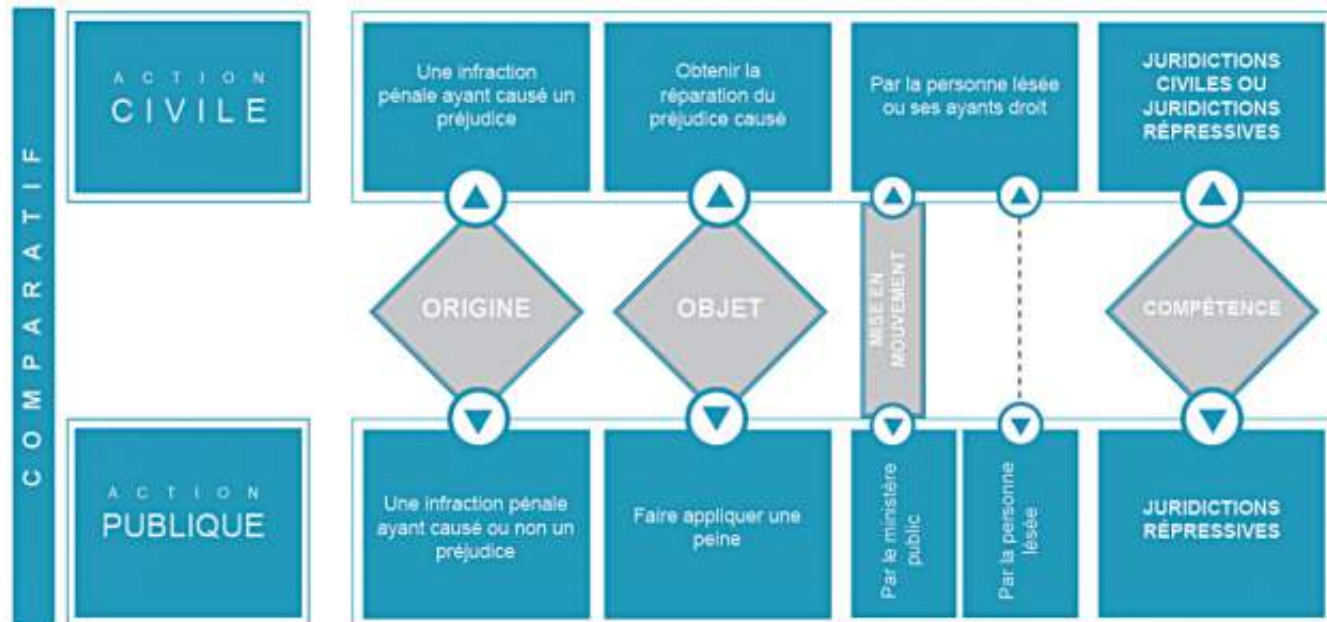 COMPARATIF
ACTION
CIVILE
Une infraction
pénale ayant causé un
préjudice
Obtenir la
réparation du
préjudice causé
Par la personne lésée
ou ses ayants droit
JURIDICTIONS
CIVILES OU
JURIDICTIONS
RÉPRESSIVES
ORIGINE
OBJET
MISE EN
MOUVEMENT
COMPÉTENCE
ACTION
PUBLIQUE
Une infraction pénale
ayant causé ou non un
préjudice
Faire appliquer une
peine
Par le ministère
public
Par la personne
lésée
JURIDICTIONS
RÉPRESSIVES